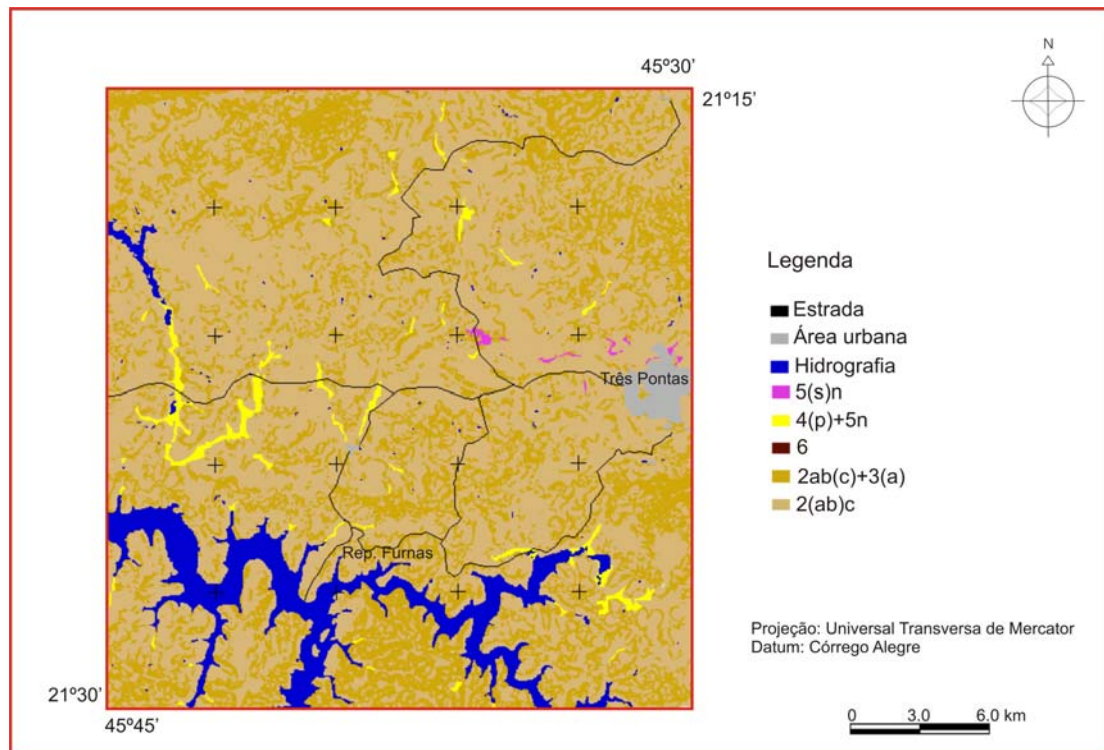 45º30'
N
21º15'
Legenda
Estrada
Área urbana
Hidrografia
5(s)n
4(p)+5n
6
2ab(c)+3(a)
2(ab)c
Três Pontas
Rep. Furnas
Projeção: Universal Transversa de Mercator
Datum: Córrego Alegre
21º30'
45º45'
0 3.0 6.0 km